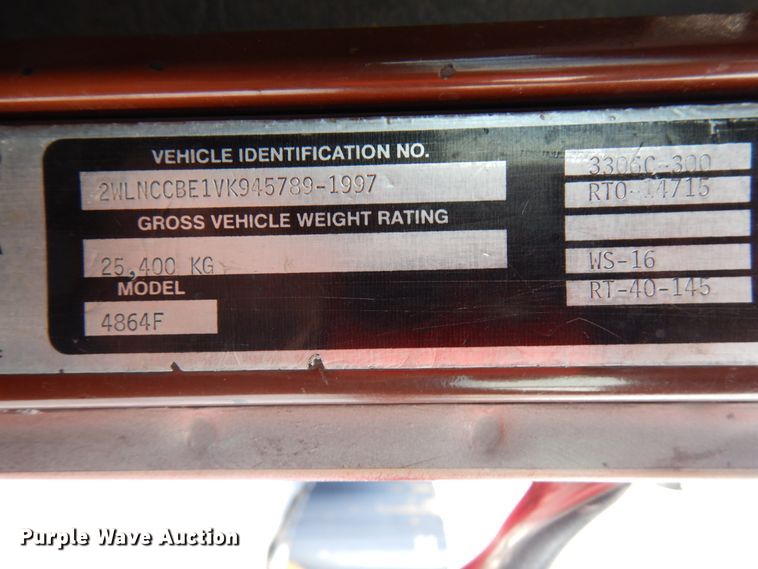 VEHICLE IDENTIFICATION NO.
2WLNCCBE1VK945789-1997
GROSS VEHICLE WEIGHT RATING
25,400 KG
MODEL
4864F
3306C-300
RTO-14715
WS-16
RT-40-145
Purple Wave Auction